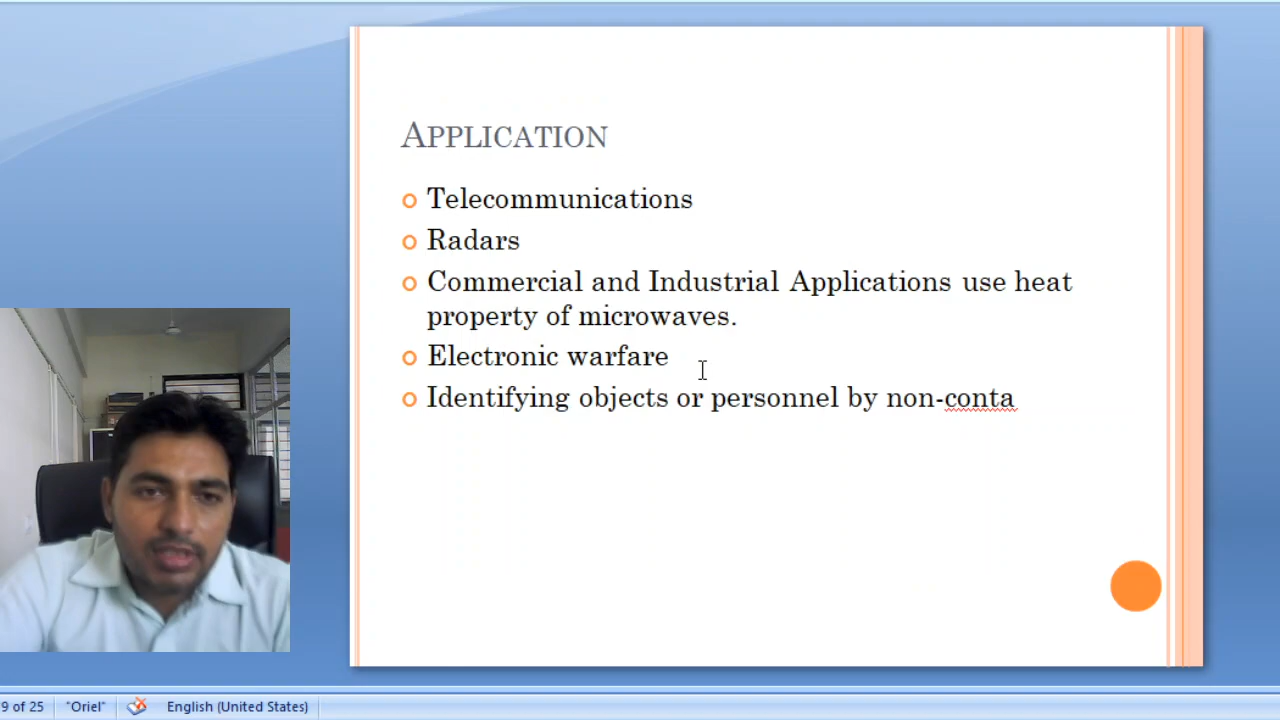 APPLICATION
Telecommunications
Radars
Commercial and Industrial Applications use heat
property of microwaves.
Electronic warfare
Identifying objects or personnel by non-conta
9 of 25 "Oriel" English (United States)